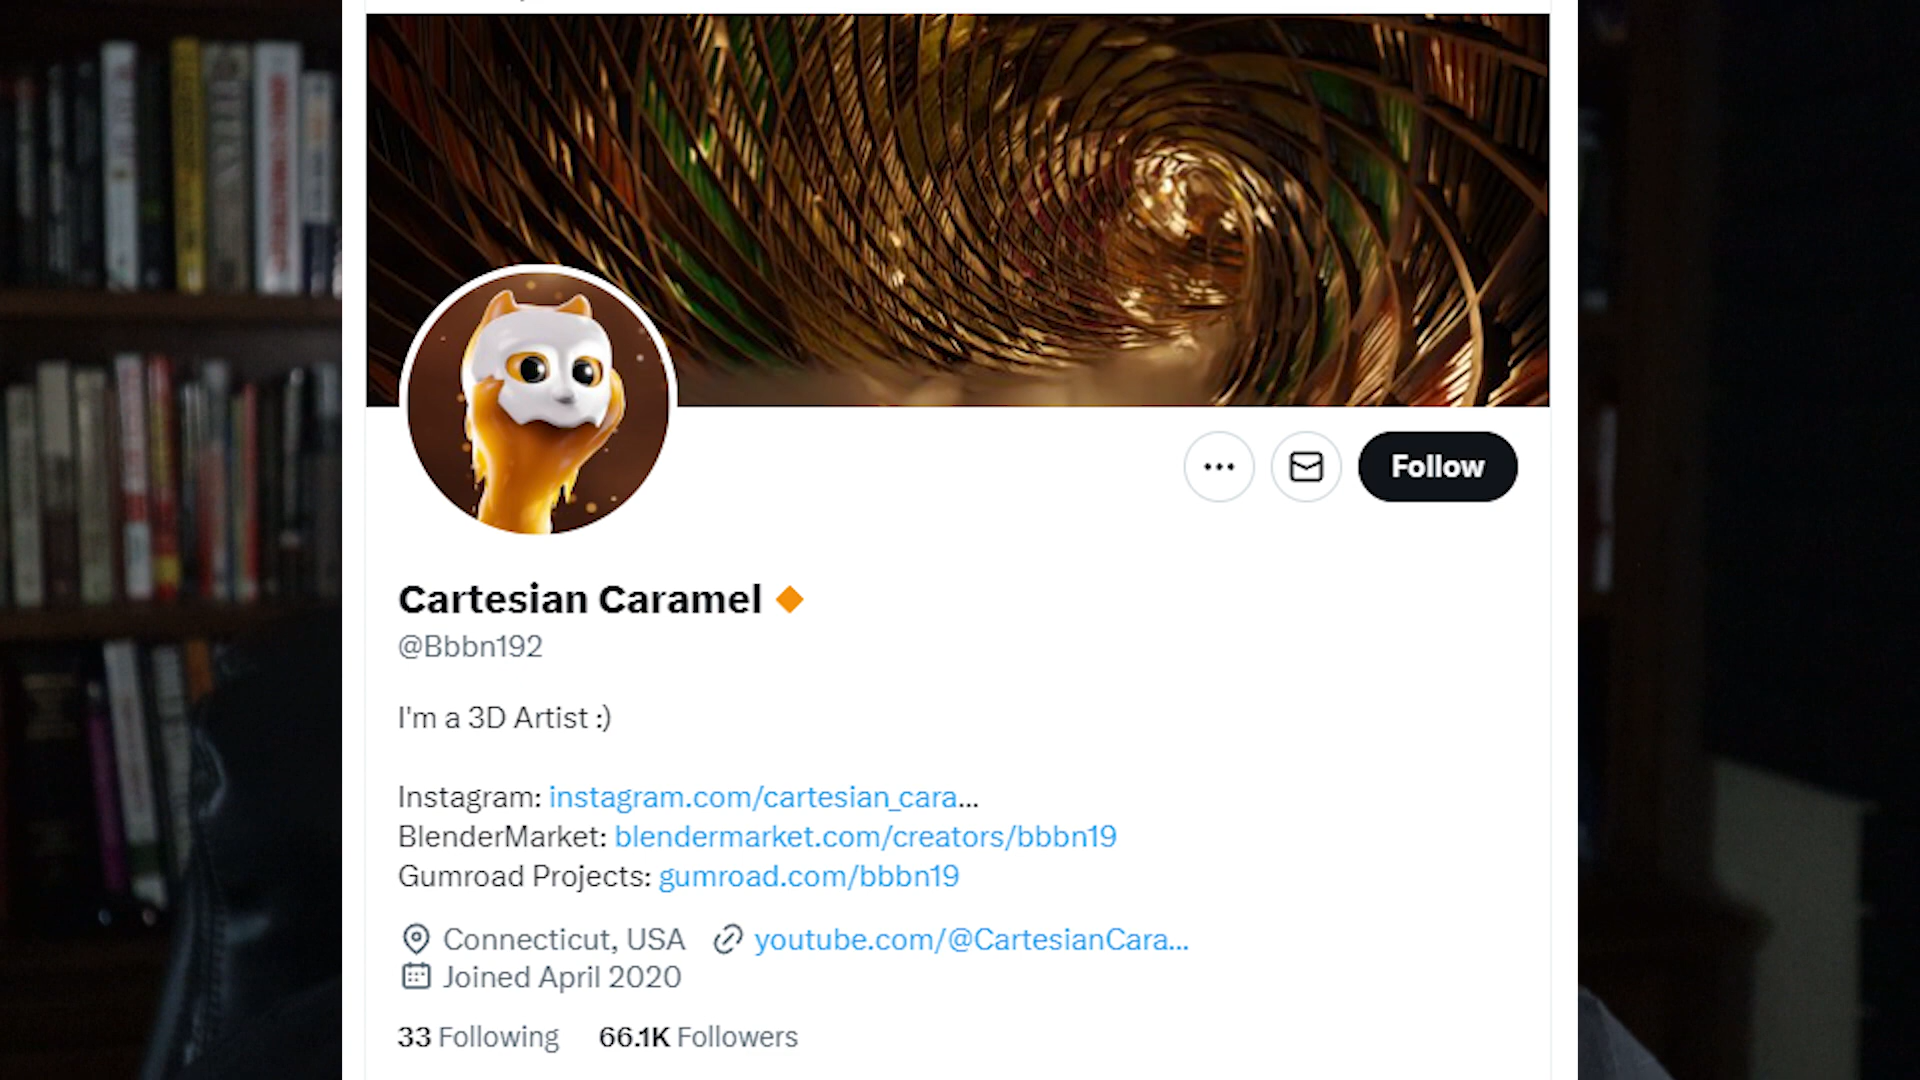 Follow
Cartesian Caramel 🔶
@Bbbn192
I'm a 3D Artist :)
Instagram: instagram.com/cartesian_cara…
BlenderMarket: blendermarket.com/creators/bbbn19
Gumroad Projects: gumroad.com/bbbn19
Connecticut, USA youtube.com/@CartesianCara…
Joined April 2020
33 Following 66.1K Followers